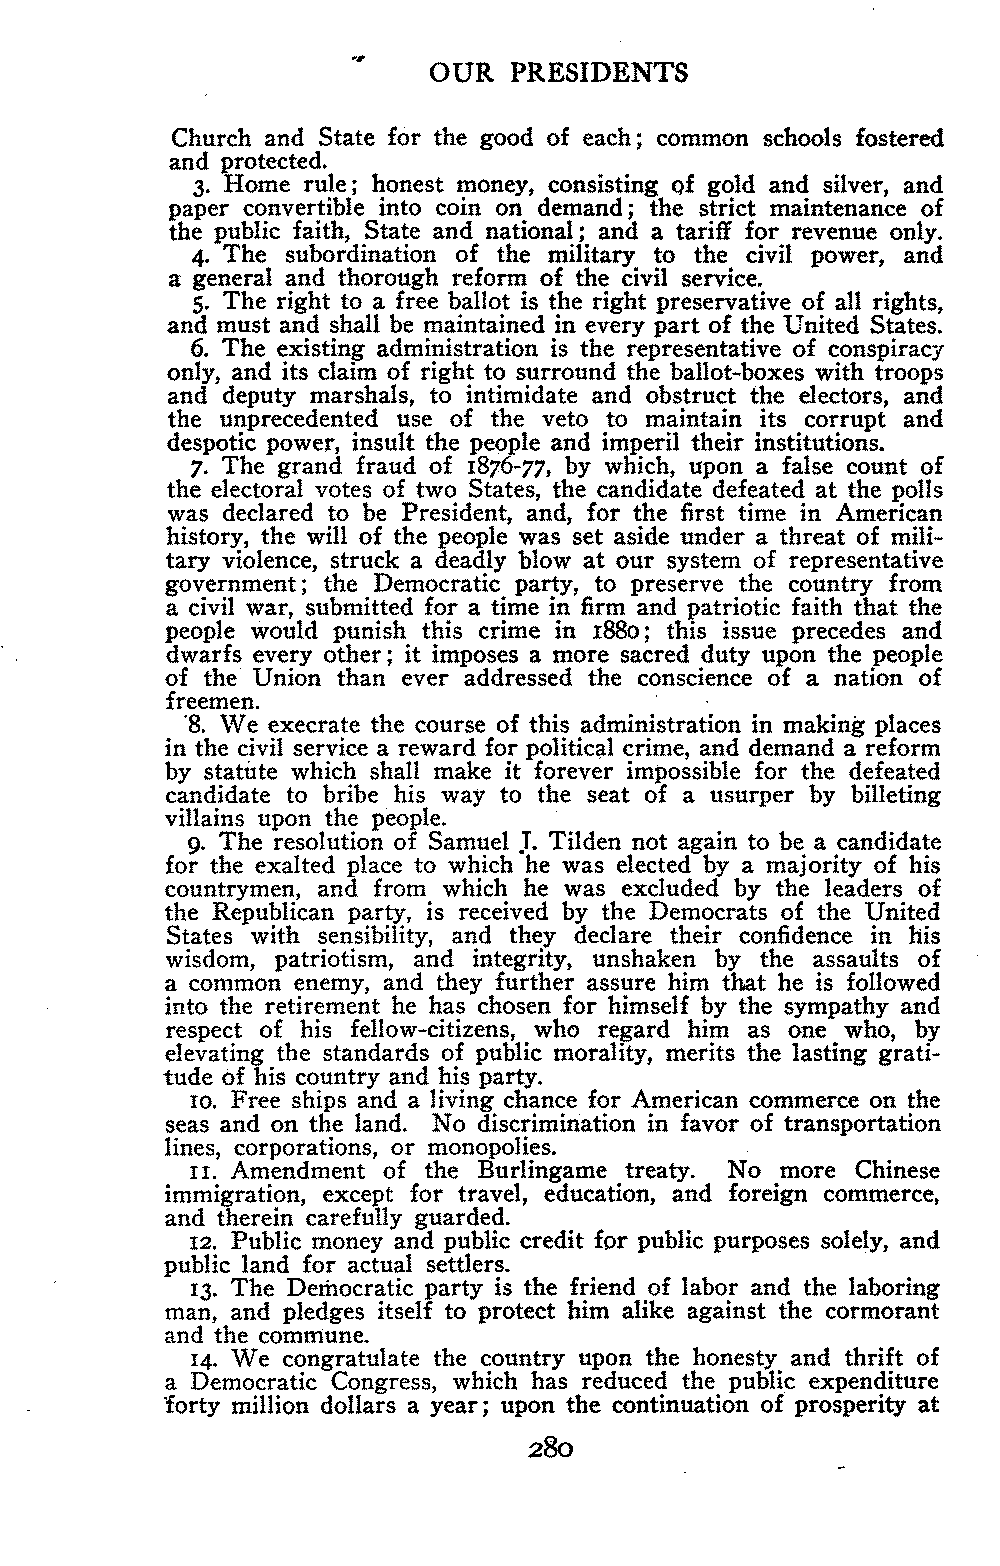 OUR PRESIDENTS
Church and State for the good of each; common schools fostered
and protected.
3. Home rule; honest money, consisting of gold and silver, and
paper convertible into coin on demand; the strict maintenance of
the public faith, State and national; and a tariff for revenue only.
4. The subordination of the military to the civil power, and
a general and thorough reform of the civil service.
5. The right to a free ballot is the right preservative of all rights,
and must and shall be maintained in every part of the United States.
6. The existing administration is the representative of conspiracy
only, and its claim of right to surround the ballot-boxes with troops
and deputy marshals, to intimidate and obstruct the electors, and
the unprecedented use of the veto to maintain its corrupt and
despotic power, insult the people and imperil their institutions.
7. The grand fraud of 1876-77, by which, upon a false count of
the electoral votes of two States, the candidate defeated at the polls
was declared to be President, and, for the first time in American
history, the will of the people was set aside under a threat of mili-
tary violence, struck a deadly blow at our system of representative
government; the Democratic party, to preserve the country from
a civil war, submitted for a time in firm and patriotic faith that the
people would punish this crime in 1880; this issue precedes and
dwarfs every other; it imposes a more sacred duty upon the people
of the Union than ever addressed the conscience of a nation of
freemen.
8. We execrate the course of this administration in making places
in the civil service a reward for political crime, and demand a reform
by statute which shall make it forever impossible for the defeated
candidate to bribe his way to the seat of a usurper by billeting
villains upon the people.
9. The resolution of Samuel J. Tilden not again to be a candidate
for the exalted place to which he was elected by a majority of his
countrymen, and from which he was excluded by the leaders of
the Republican party, is received by the Democrats of the United
States with sensibility, and they declare their confidence in his
wisdom, patriotism, and integrity, unshaken by the assaults of
a common enemy, and they further assure him that he is followed
into the retirement he has chosen for himself by the sympathy and
respect of his fellow-citizens, who regard him as one who, by
elevating the standards of public morality, merits the lasting grati-
tude of his country and his party.
10. Free ships and a living chance for American commerce on the
seas and on the land. No discrimination in favor of transportation
lines, corporations, or monopolies.
11. Amendment of the Burlingame treaty. No more Chinese
immigration, except for travel, education, and foreign commerce,
and therein carefully guarded.
12. Public money and public credit for public purposes solely, and
public land for actual settlers.
13. The Democratic party is the friend of labor and the laboring
man, and pledges itself to protect him alike against the cormorant
and the commune.
14. We congratulate the country upon the honesty and thrift of
a Democratic Congress, which has reduced the public expenditure
forty million dollars a year; upon the continuation of prosperity at
280